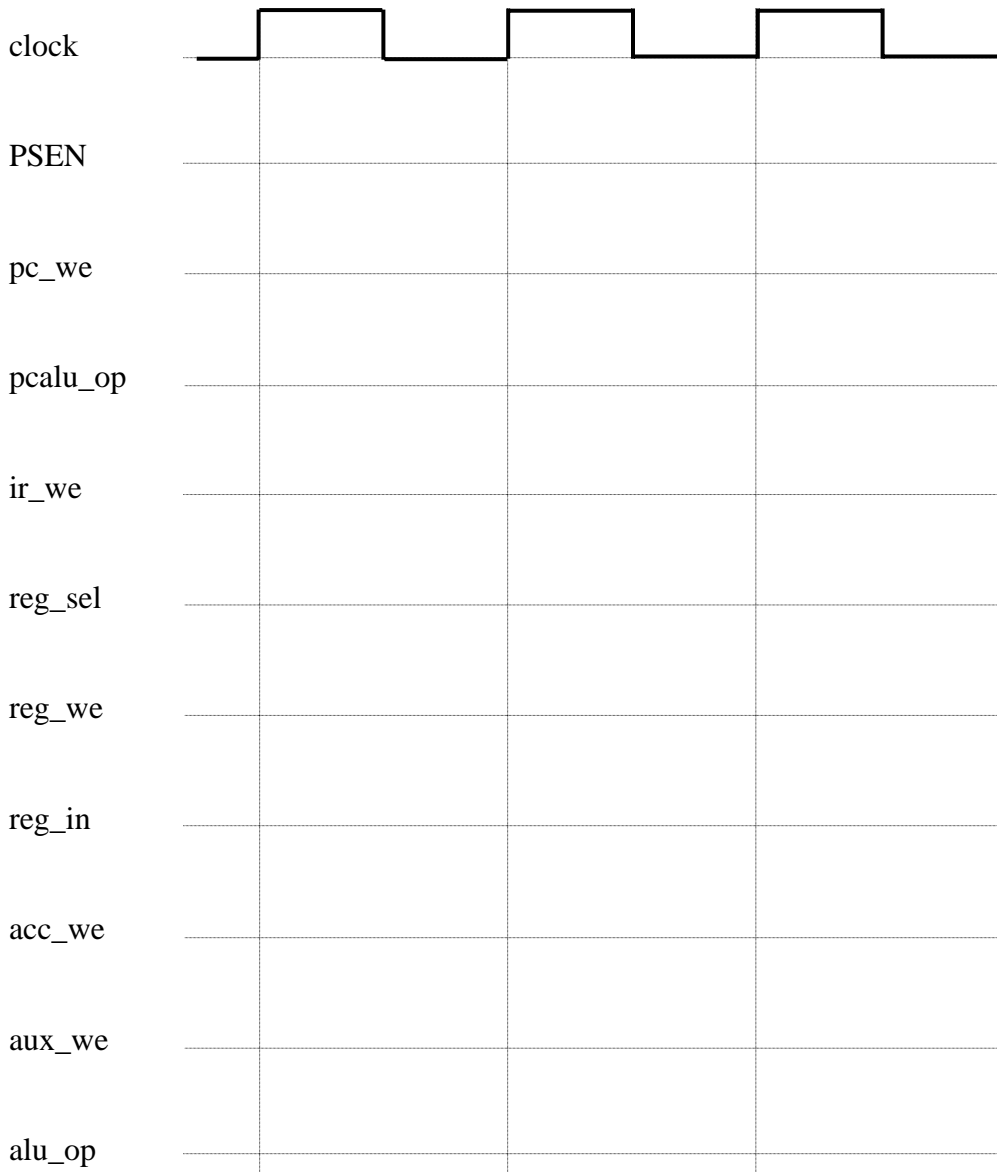 clock
PSEN
pc_we
pcalu_op
ir_we
reg_sel
reg_we
reg_in
acc_we
aux_we
alu_op